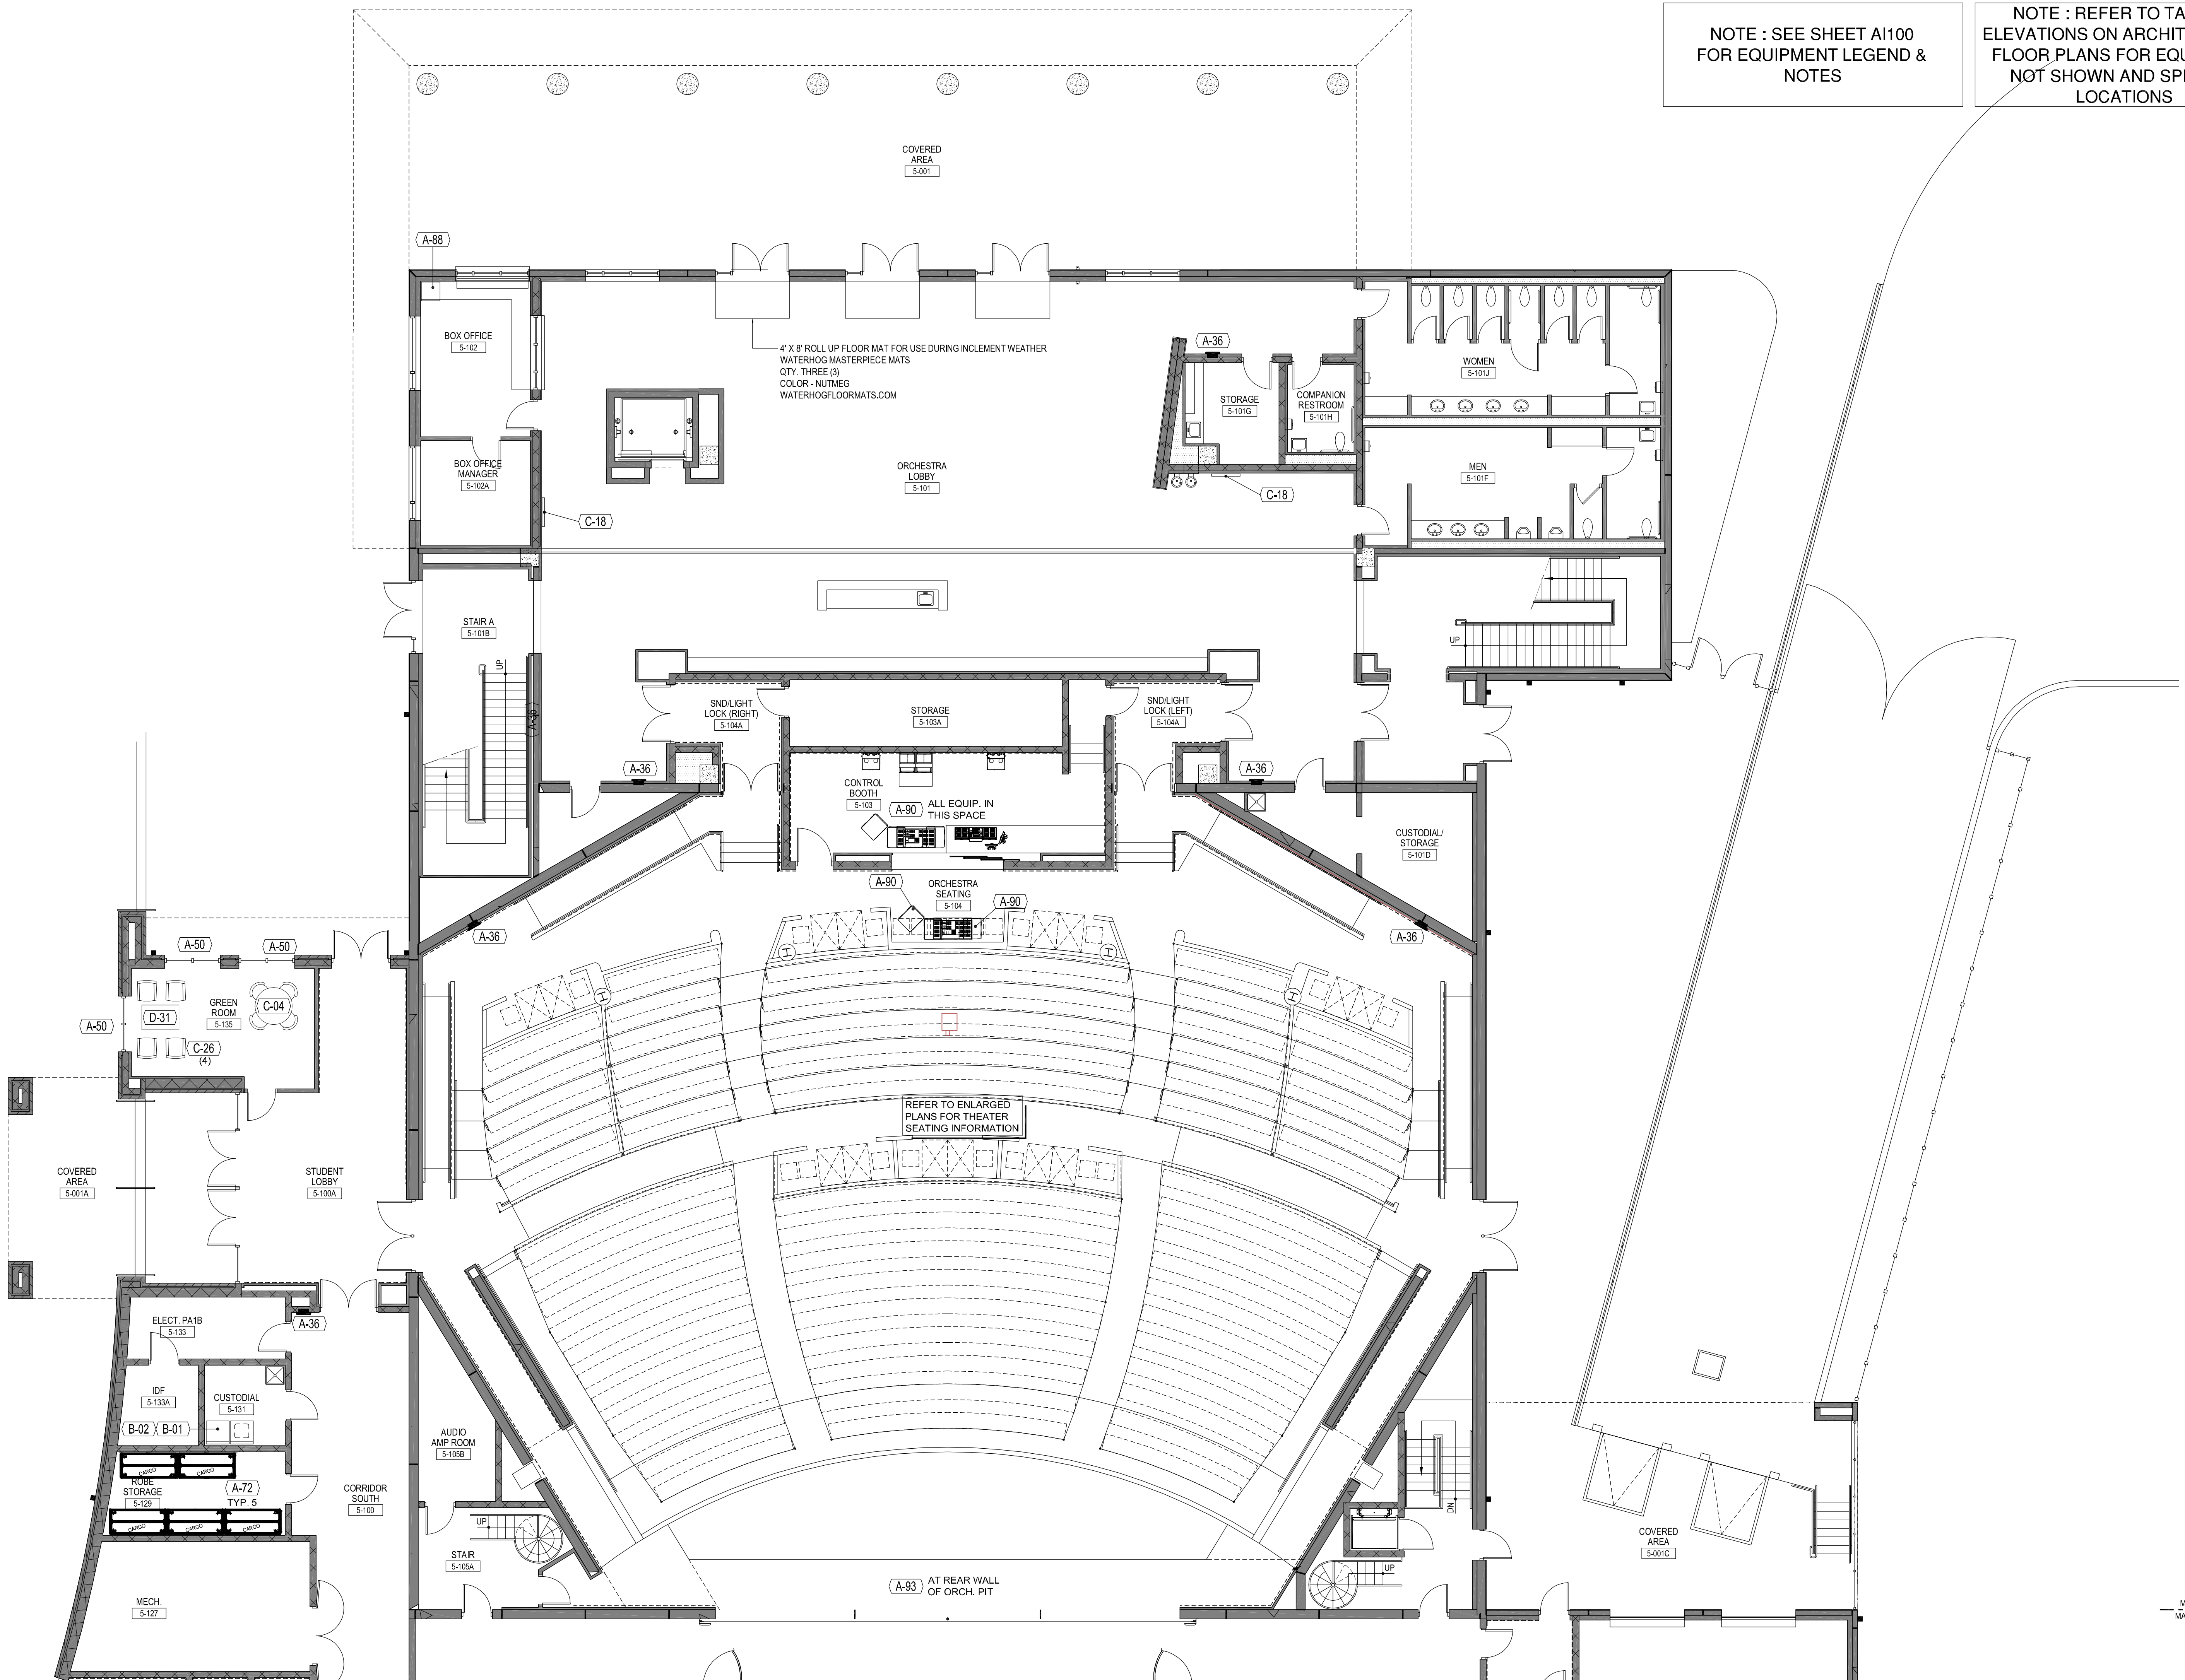 NOTE : SEE SHEET AI100
FOR EQUIPMENT LEGEND &
NOTES
NOTE : REFER TO TA
ELEVATIONS ON ARCHIT
FLOOR PLANS FOR EQU
NOT SHOWN AND SP
LOCATIONS
COVERED
AREA
5-001
A-88
BOX OFFICE
5-102
4' X 8' ROLL UP FLOOR MAT FOR USE DURING INCLEMENT WEATHER
WATERHOG MASTERPIECE MATS
QTY. THREE (3)
COLOR - NUTMEG
WATERHOGFLOORMATS.COM
A-36
STORAGE
5-101G
COMPANION
RESTROOM
5-101H
WOMEN
5-101J
BOX OFFICE
MANAGER
5-102A
C-18
ORCHESTRA
LOBBY
5-101
C-18
MEN
5-101F
STAIR A
5-101B
UP
A-36
UP
SND/LIGHT
LOCK (RIGHT)
5-104A
STORAGE
5-103A
SND/LIGHT
LOCK (LEFT)
5-104A
A-36
A-36
CONTROL
BOOTH
5-103
A-90
ALL EQUIP. IN
THIS SPACE
CUSTODIAL/
STORAGE
5-101D
A-90
ORCHESTRA
SEATING
5-104
A-90
A-36
A-36
H
H
H
H
A-50
A-50
A-50
D-31
GREEN
ROOM
5-135
C-04
C-26
(4)
REFER TO ENLARGED
PLANS FOR THEATER
SEATING INFORMATION
COVERED
AREA
5-001A
STUDENT
LOBBY
5-100A
ELECT. PA1B
5-133
A-36
IDF
5-133A
CUSTODIAL
5-131
B-02
B-01
CARGO
CARGO
ROBE
STORAGE
5-129
A-72
TYP. 5
CARGO
CARGO
CARGO
CORRIDOR
SOUTH
5-100
AUDIO
AMP ROOM
5-105B
UP
STAIR
5-105A
MECH.
5-127
A-93
AT REAR WALL
OF ORCH. PIT
DN
UP
COVERED
AREA
5-001C
M
MA